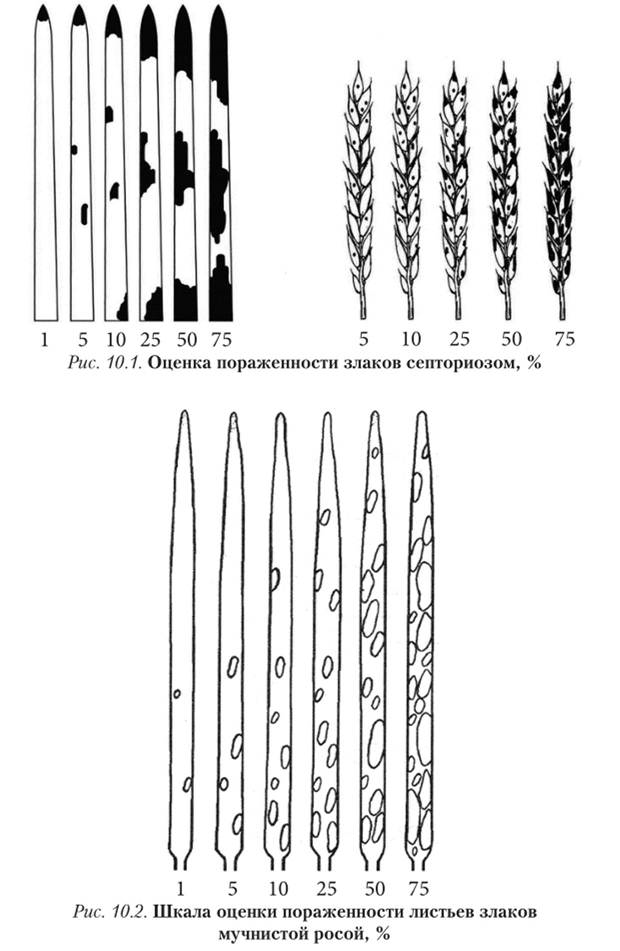 1 5 10 25 50 75
5 10 25 50 75
Рис. 10.1. Оценка пораженности злаков септориозом, %
1 5 10 25 50 75
Рис. 10.2. Шкала оценки пораженности листьев злаков
мучнистой росой, %